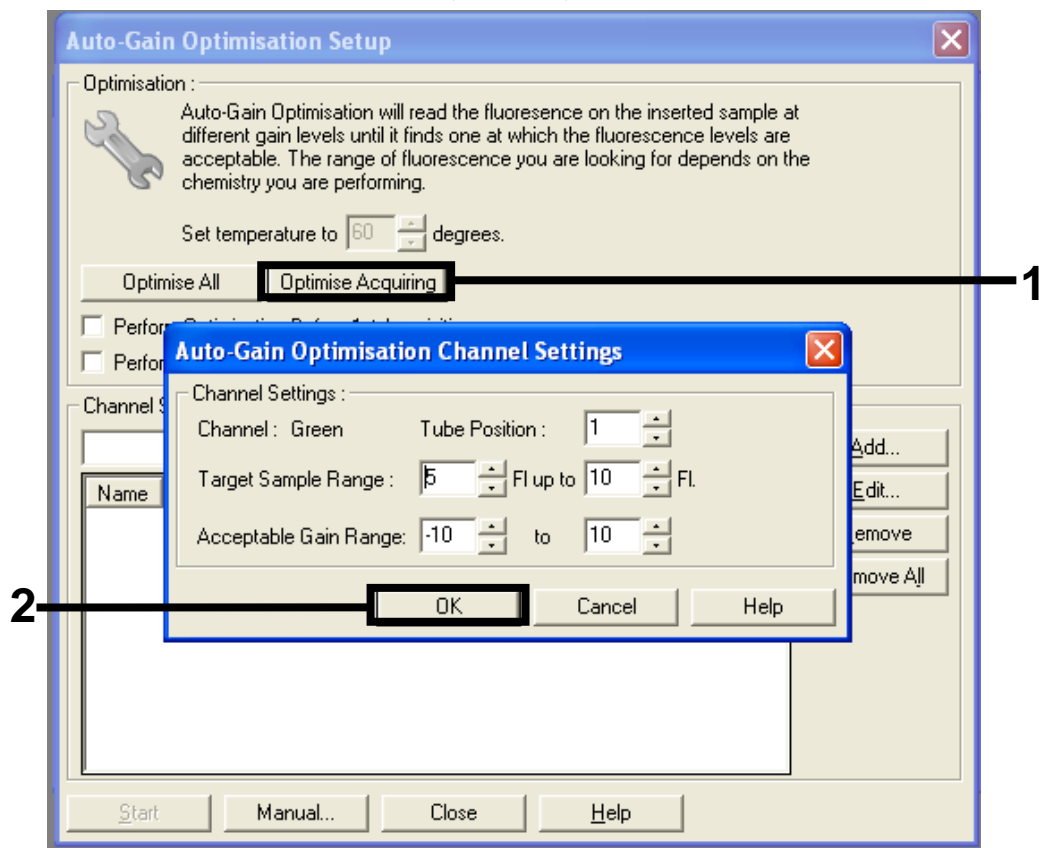 Auto-Gain Optimisation Setup
Optimisation :
Auto-Gain Optimisation will read the fluoresence on the inserted sample at
different gain levels until it finds one at which the fluorescence levels are
acceptable. The range of fluorescence you are looking for depends on the
chemistry you are performing.
Set temperature to 60 degrees.
Optimise All Optimise Acquiring 1
Auto-Gain Optimisation Channel Settings
Channel Settings :
Channel : Green Tube Position : 1
Add...
Target Sample Range : 5 Fl up to 10 Fl.
Name
Edit...
Acceptable Gain Range: -10 to 10
2 OK Cancel Help
Start Manual... Close Help